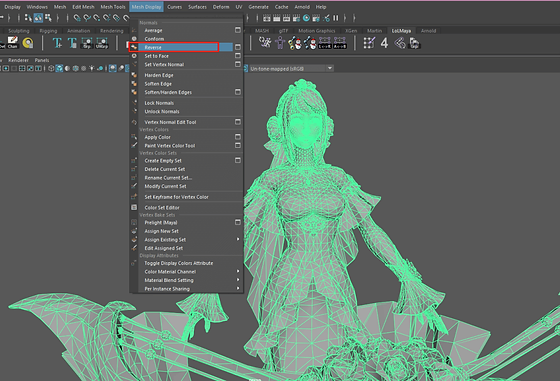 Display Windows Mesh Edit Mesh Mesh Tools Mesh Display Curves Surfaces Deform UV Generate Cache Arnold Help
Sculpting Rigging Animation Rendering MASH glTF Motion Graphics Arnold LoLMaya
Renderer Panels
Un-tone-mapped (sRGB)
Normals
Average
Conform
Reverse
Set to Face
Set Vertex Normal
Harden Edge
Soften Edge
Soften/Harden Edges
Lock Normals
Unlock Normals
Vertex Normal Edit Tool
Vertex Colors
Apply Color
Paint Vertex Color Tool
Vertex Color Sets
Create Empty Set
Delete Current Set
Rename Current Set...
Modify Current Set
Set Keyframe for Vertex Color
Color Set Editor
Vertex Bake Sets
Prelight (Maya)
Assign New Set
Assign Existing Set
Edit Assigned Set
Display Attributes
Toggle Display Colors Attribute
Color Material Channel
Material Blend Setting
Per Instance Sharing